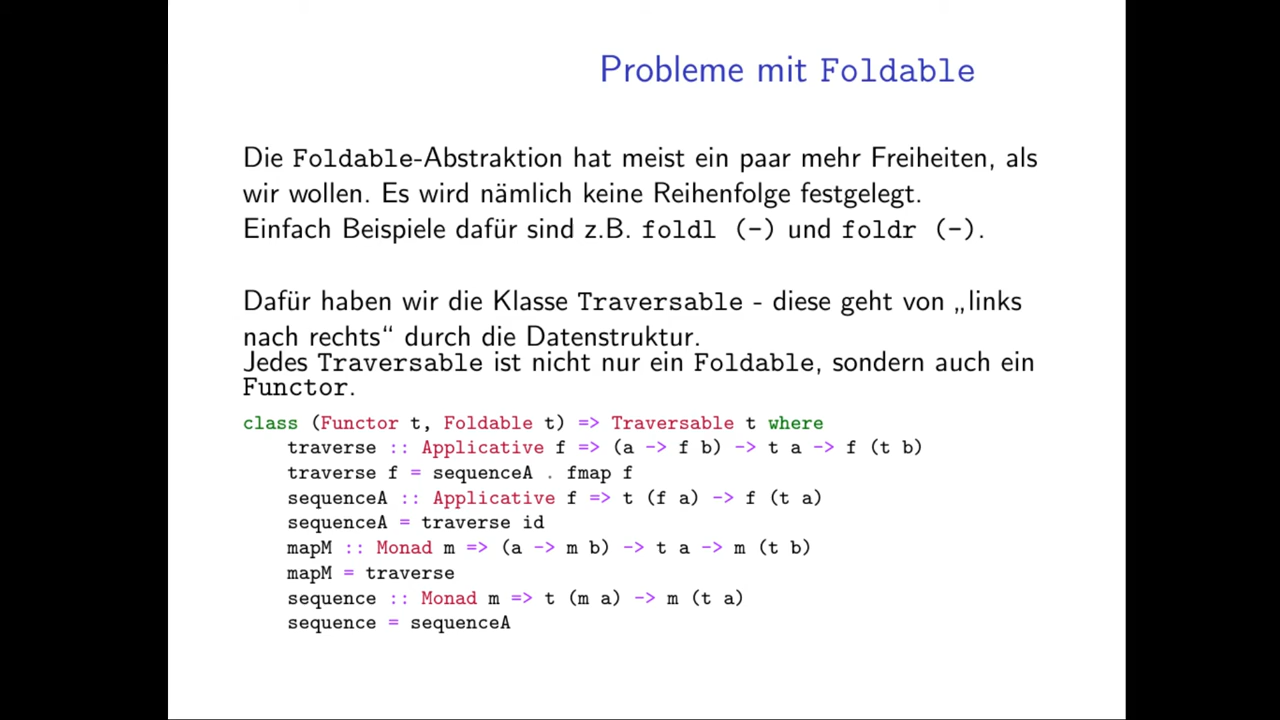 Probleme mit Foldable
Die Foldable-Abstraktion hat meist ein paar mehr Freiheiten, als
wir wollen. Es wird nämlich keine Reihenfolge festgelegt.
Einfach Beispiele dafür sind z.B. foldl (-) und foldr (-).
Dafür haben wir die Klasse Traversable - diese geht von „links
nach rechts“ durch die Datenstruktur.
Jedes Traversable ist nicht nur ein Foldable, sondern auch ein
Functor.
class (Functor t, Foldable t) => Traversable t where
    traverse :: Applicative f => (a -> f b) -> t a -> f (t b)
    traverse f = sequenceA . fmap f
    sequenceA :: Applicative f => t (f a) -> f (t a)
    sequenceA = traverse id
    mapM :: Monad m => (a -> m b) -> t a -> m (t b)
    mapM = traverse
    sequence :: Monad m => t (m a) -> m (t a)
    sequence = sequenceA